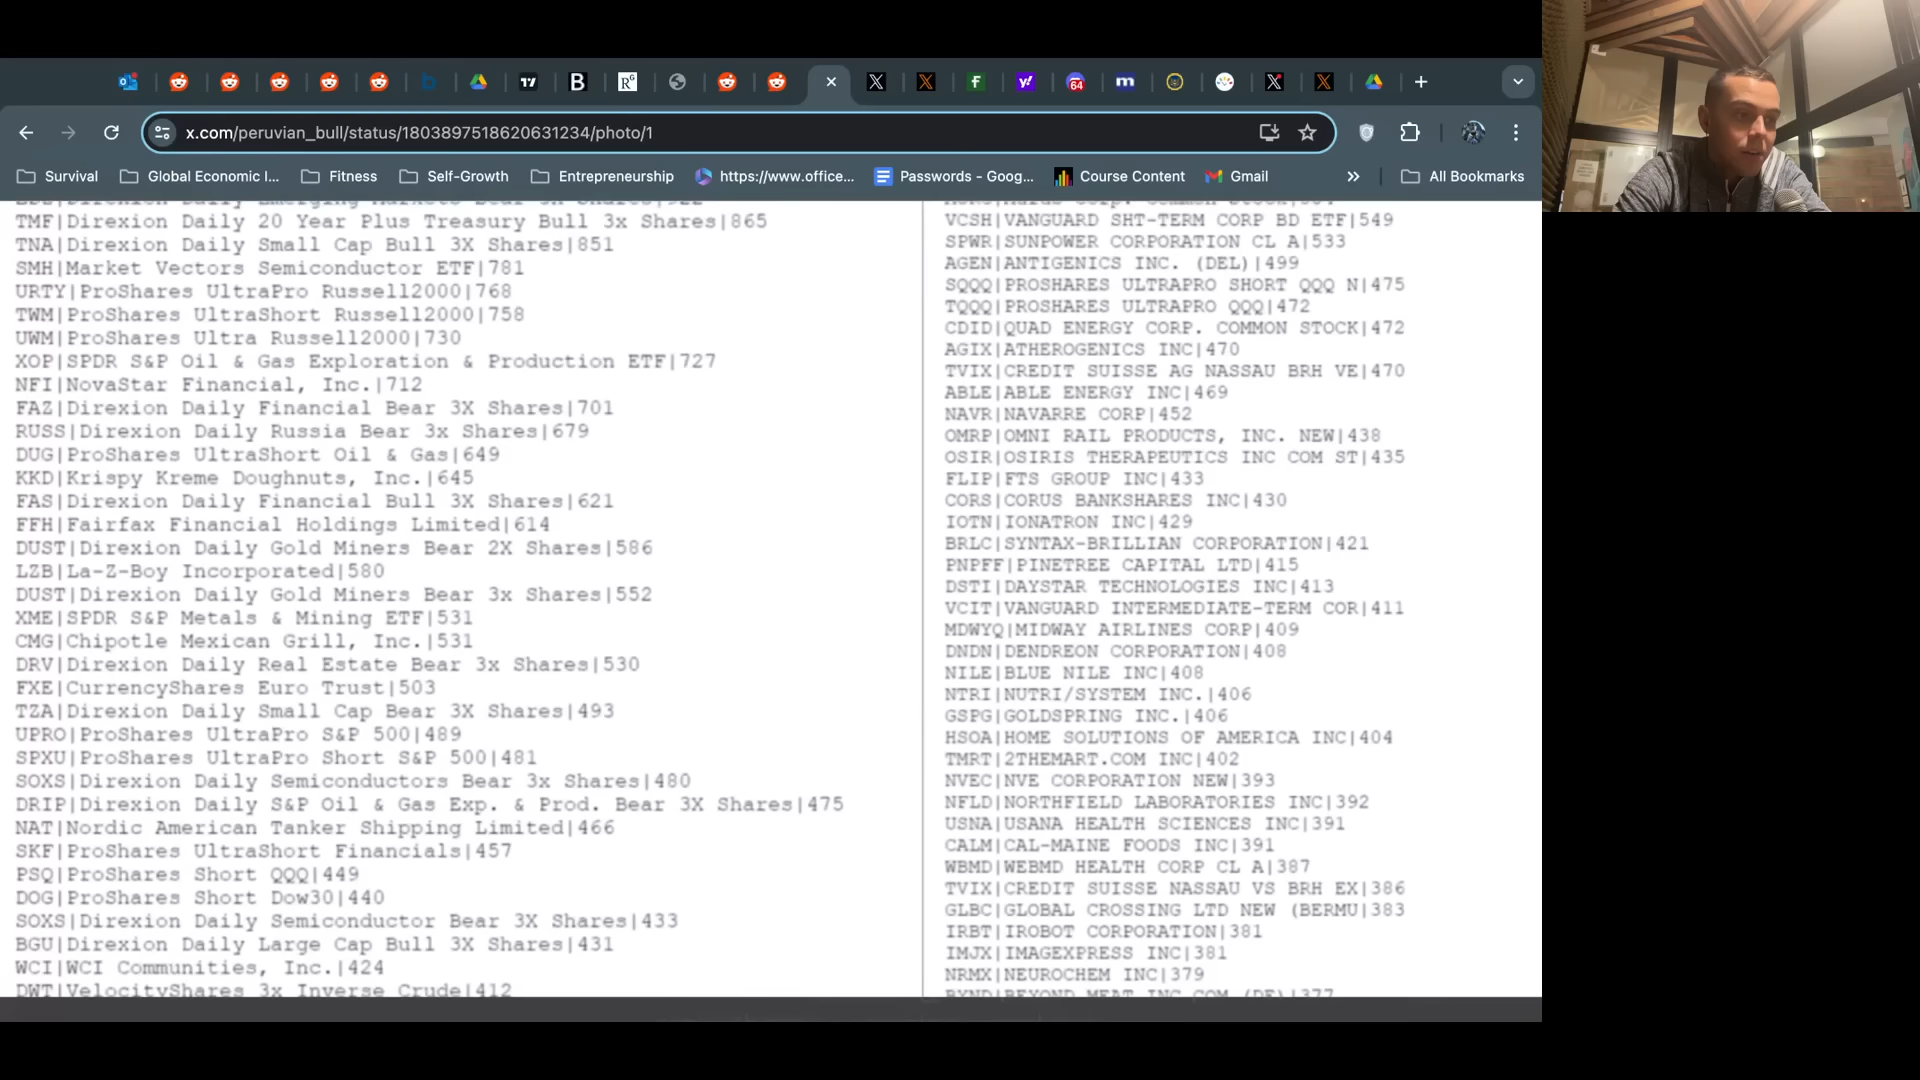 x.com/peruvian_bull/status/1803897518620631234/photo/1
Survival
Global Economic I...
Fitness
Self-Growth
Entrepreneurship
https://www.office...
Passwords - Goog...
Course Content
Gmail
All Bookmarks
TMF|Direxion Daily 20 Year Plus Treasury Bull 3x Shares|865
TNA|Direxion Daily Small Cap Bull 3X Shares|851
SMH|Market Vectors Semiconductor ETF|781
URTY|ProShares UltraPro Russell2000|768
TWM|ProShares UltraShort Russell2000|758
UWM|ProShares Ultra Russell2000|730
XOP|SPDR S&P Oil & Gas Exploration & Production ETF|727
NFI|NovaStar Financial, Inc.|712
FAZ|Direxion Daily Financial Bear 3X Shares|701
RUSS|Direxion Daily Russia Bear 3x Shares|679
DUG|ProShares UltraShort Oil & Gas|649
KKD|Krispy Kreme Doughnuts, Inc.|645
FAS|Direxion Daily Financial Bull 3X Shares|621
FFH|Fairfax Financial Holdings Limited|614
DUST|Direxion Daily Gold Miners Bear 2X Shares|586
LZB|La-Z-Boy Incorporated|580
DUST|Direxion Daily Gold Miners Bear 3x Shares|552
XME|SPDR S&P Metals & Mining ETF|531
CMG|Chipotle Mexican Grill, Inc.|531
DRV|Direxion Daily Real Estate Bear 3x Shares|530
FXE|CurrencyShares Euro Trust|503
TZA|Direxion Daily Small Cap Bear 3X Shares|493
UPRO|ProShares UltraPro S&P 500|489
SPXU|ProShares UltraPro Short S&P 500|481
SOXS|Direxion Daily Semiconductors Bear 3x Shares|480
DRIP|Direxion Daily S&P Oil & Gas Exp. & Prod. Bear 3X Shares|475
NAT|Nordic American Tanker Shipping Limited|466
SKF|ProShares UltraShort Financials|457
PSQ|ProShares Short QQQ|449
DOG|ProShares Short Dow30|440
SOXS|Direxion Daily Semiconductor Bear 3X Shares|433
BGU|Direxion Daily Large Cap Bull 3X Shares|431
WCI|WCI Communities, Inc.|424
DWT|VelocityShares 3x Inverse Crude|412
VCSH|VANGUARD SHT-TERM CORP BD ETF|549
SPWR|SUNPOWER CORPORATION CL A|533
AGEN|ANTIGENICS INC. (DEL)|499
SQQQ|PROSHARES ULTRAPRO SHORT QQQ N|475
TQQQ|PROSHARES ULTRAPRO QQQ|472
CDID|QUAD ENERGY CORP. COMMON STOCK|472
AGIX|ATHEROGENICS INC|470
TVIX|CREDIT SUISSE AG NASSAU BRH VE|470
ABLE|ABLE ENERGY INC|469
NAVR|NAVARRE CORP|452
OMRP|OMNI RAIL PRODUCTS, INC. NEW|438
OSIR|OSIRIS THERAPEUTICS INC COM ST|435
FLIP|FTS GROUP INC|433
CORS|CORUS BANKSHARES INC|430
IOTN|IONATRON INC|429
BRLC|SYNTAX-BRILLIAN CORPORATION|421
PNPFF|PINETREE CAPITAL LTD|415
DSTI|DAYSTAR TECHNOLOGIES INC|413
VCIT|VANGUARD INTERMEDIATE-TERM COR|411
MDWYQ|MIDWAY AIRLINES CORP|409
DNDN|DENDREON CORPORATION|408
NILE|BLUE NILE INC|408
NTRI|NUTRI/SYSTEM INC.|406
GSPG|GOLDSPRING INC.|406
HSOA|HOME SOLUTIONS OF AMERICA INC|404
TMRT|2THEMART.COM INC|402
NVEC|NVE CORPORATION NEW|393
NFLD|NORTHFIELD LABORATORIES INC|392
USNA|USANA HEALTH SCIENCES INC|391
CALM|CAL-MAINE FOODS INC|391
WBMD|WEBMD HEALTH CORP CL A|387
TVIX|CREDIT SUISSE NASSAU VS BRH EX|386
GLBC|GLOBAL CROSSING LTD NEW (BERMU|383
IRBT|IROBOT CORPORATION|381
IMJX|IMAGEXPRESS INC|381
NRMX|NEUROCHEM INC|379
BYND|BEYOND MEAT INC COM (DE)|377